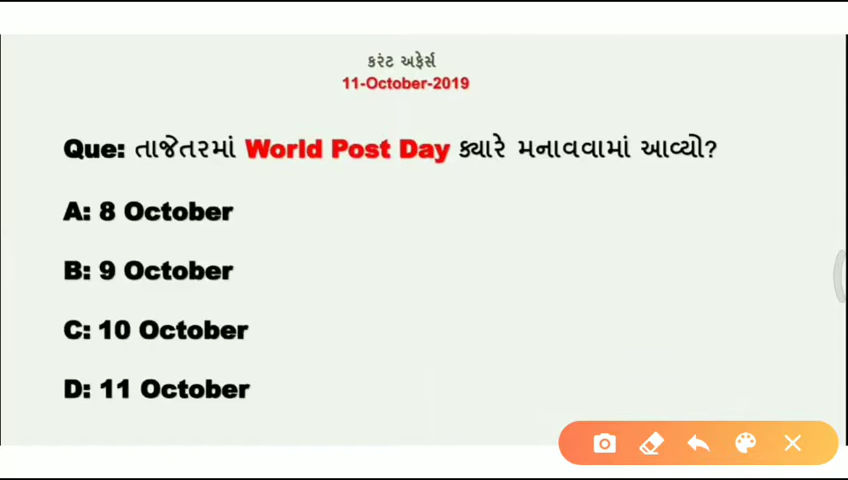 કરંટ અફેર્સ
11-October-2019
Que: તાજેતરમાં World Post Day ક્યારે મનાવવામાં આવ્યો?
A: 8 October
B: 9 October
C: 10 October
D: 11 October